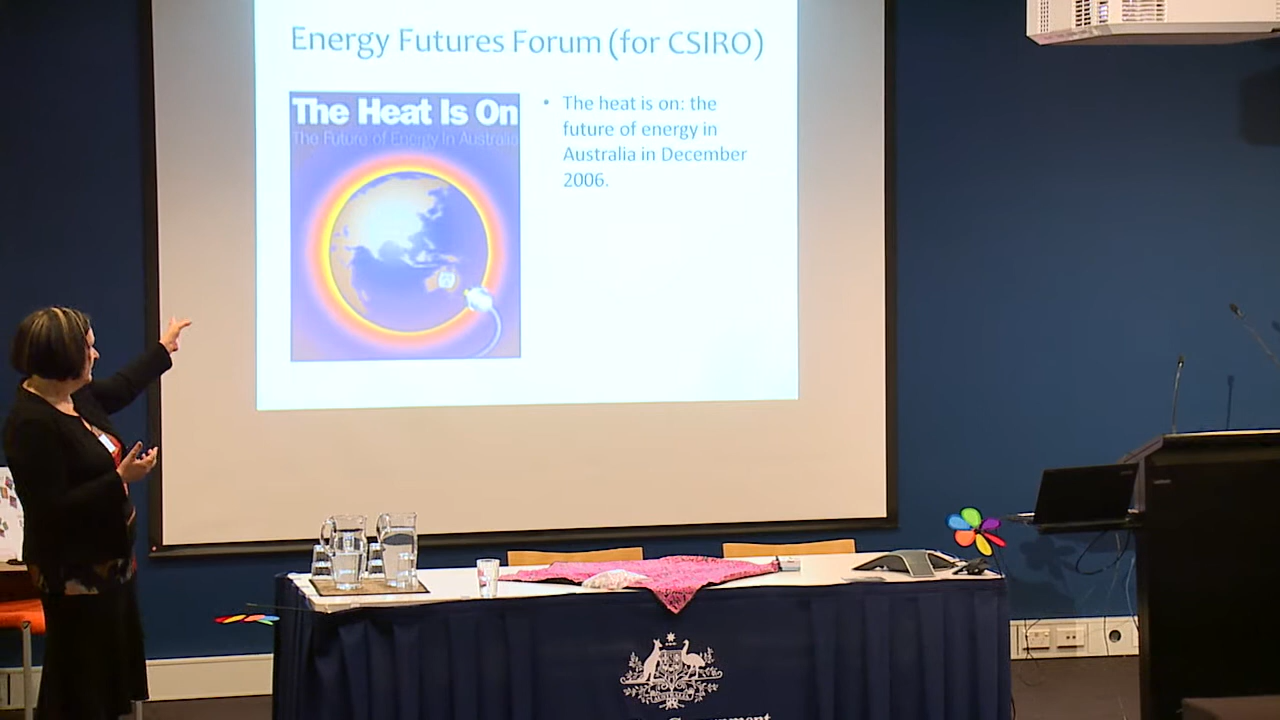 Energy Futures Forum (for CSIRO)
The Heat Is On
The Future of Energy In Australia
• The heat is on: the
future of energy in
Australia in December
2006.
Government